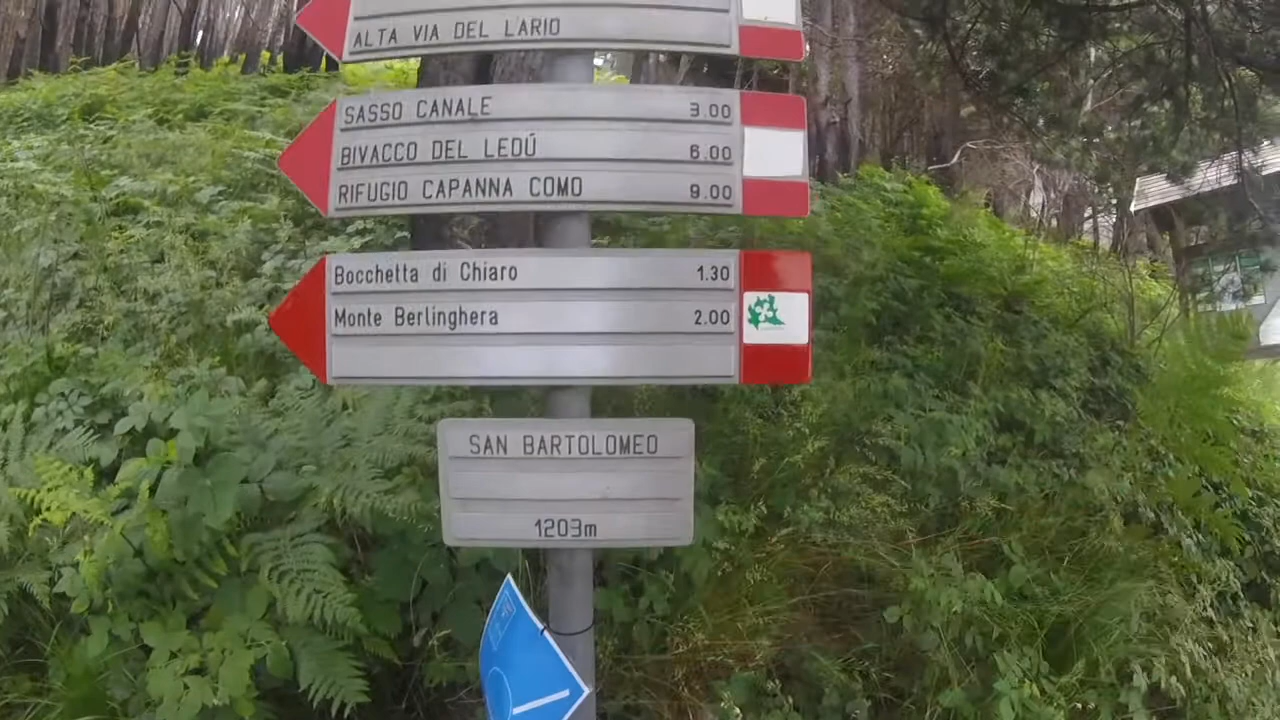 ALTA VIA DEL LARIO
SASSO CANALE 3.00
BIVACCO DEL LEDÚ 6.00
RIFUGIO CAPANNA COMO 9.00
Bocchetta di Chiaro 1.30
Monte Berlinghera 2.00
SAN BARTOLOMEO
1203m